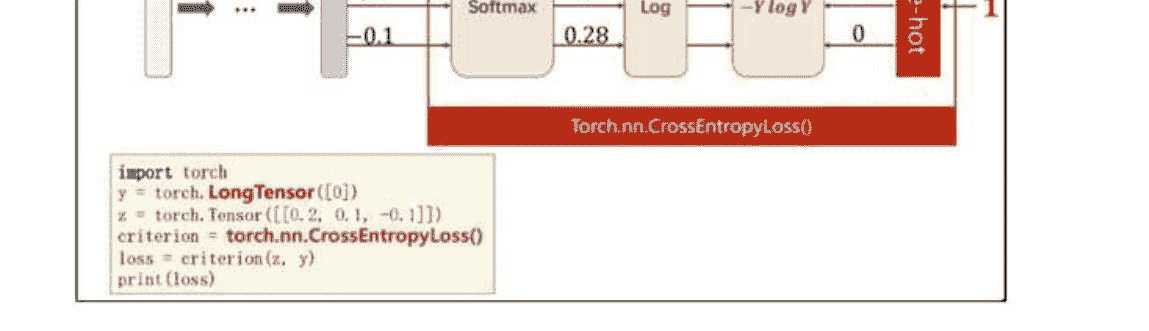 ... Softmax Log −Y log Y 1
−0.1 0.28 0 e-hot
Torch.nn.CrossEntropyLoss()
import torch
y = torch.LongTensor([0])
z = torch.Tensor([[0.2, 0.1, -0.1]])
criterion = torch.nn.CrossEntropyLoss()
loss = criterion(z, y)
print(loss)